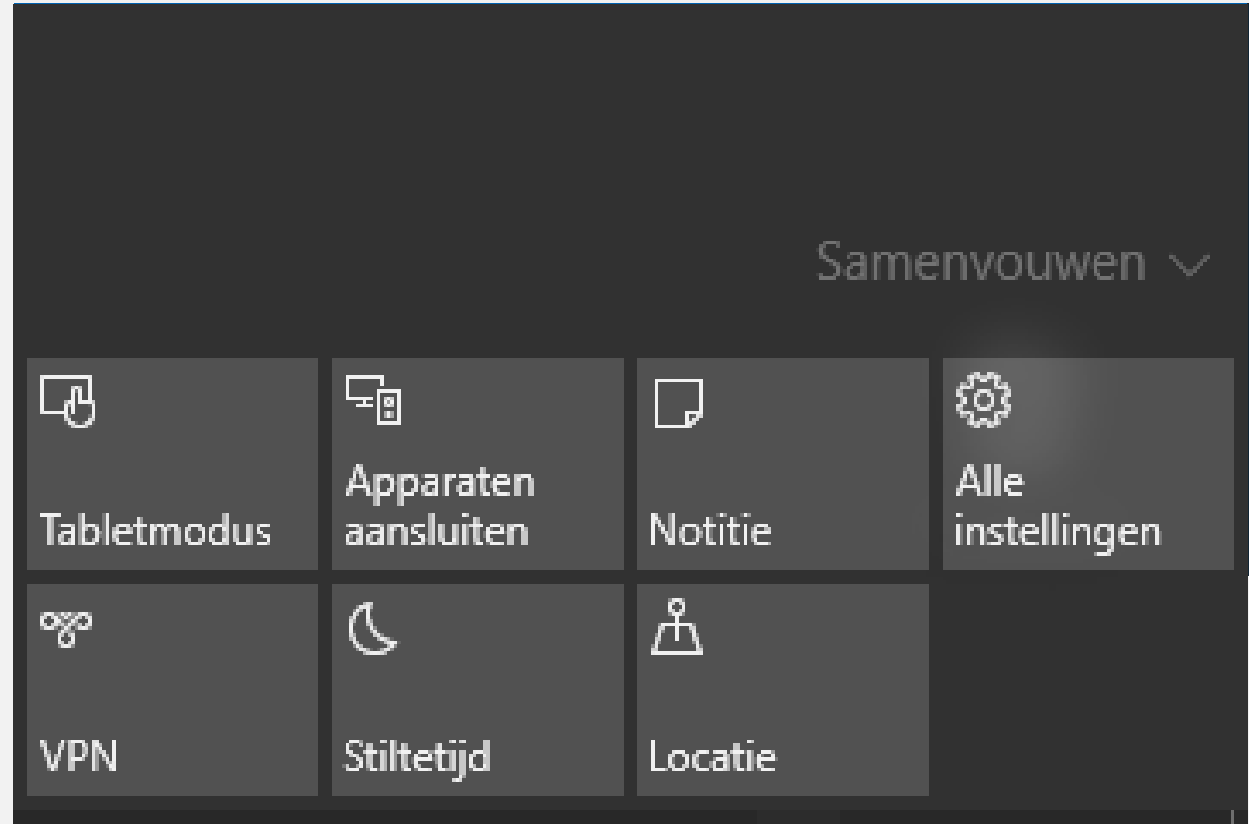 Samenvouwen
Tabletmodus
Apparaten
aansluiten
Notitie
Alle
instellingen
VPN
Stiltetijd
Locatie